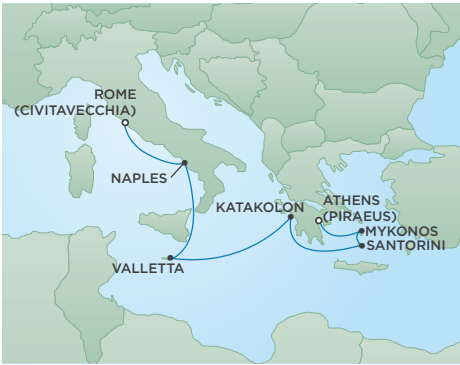 ROME
(CIVITAVECCHIA)
NAPLES
ATHENS
(PIRAEUS)
KATAKOLON
MYKONOS
SANTORINI
VALLETTA